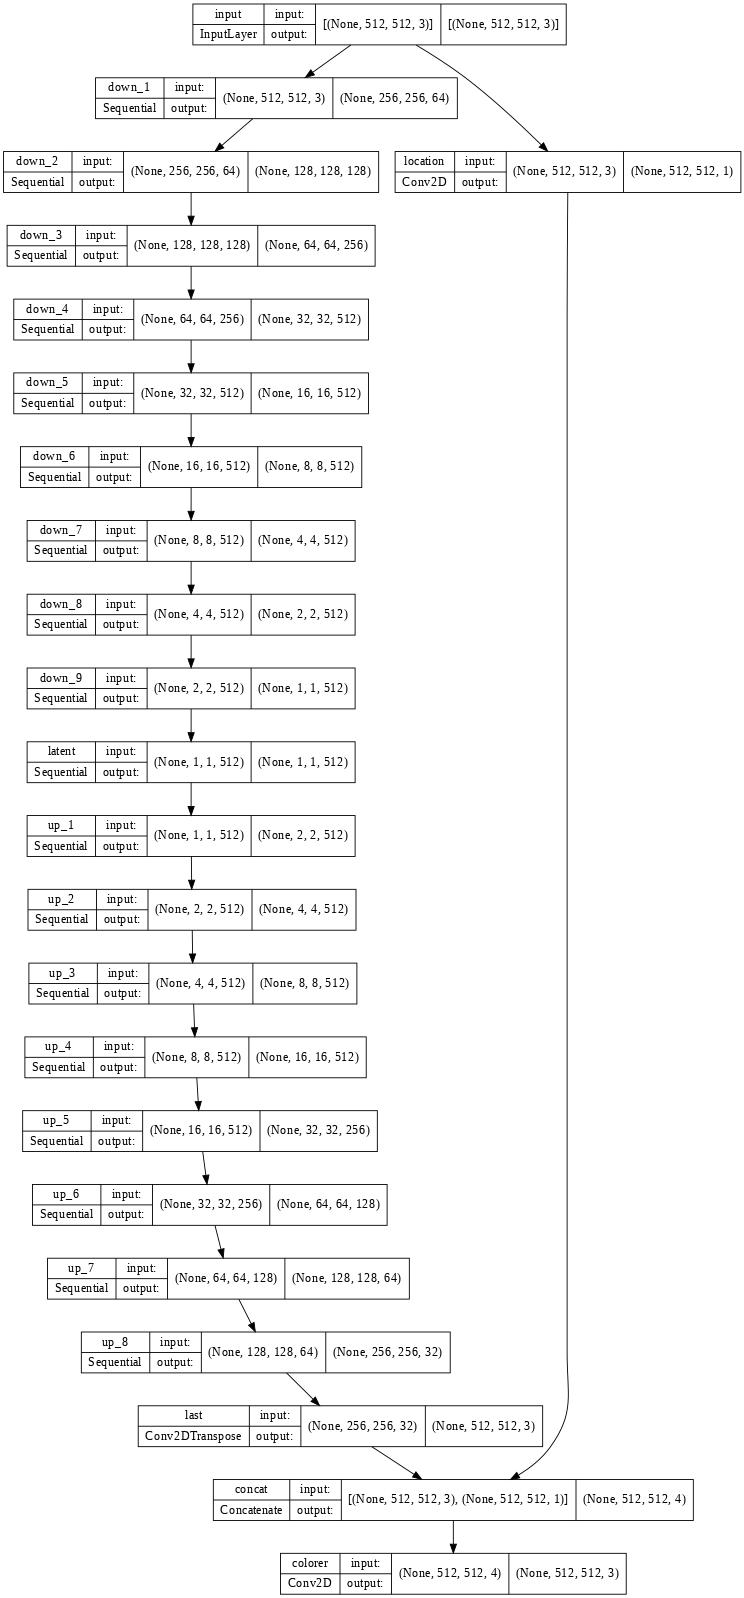 input input: [(None, 512, 512, 3)] [(None, 512, 512, 3)]
InputLayer output:
down_1 input: (None, 512, 512, 3) (None, 256, 256, 64)
Sequential output:
down_2 input: (None, 256, 256, 64) (None, 128, 128, 128)
Sequential output:
location input: (None, 512, 512, 3) (None, 512, 512, 1)
Conv2D output:
down_3 input: (None, 128, 128, 128) (None, 64, 64, 256)
Sequential output:
down_4 input: (None, 64, 64, 256) (None, 32, 32, 512)
Sequential output:
down_5 input: (None, 32, 32, 512) (None, 16, 16, 512)
Sequential output:
down_6 input: (None, 16, 16, 512) (None, 8, 8, 512)
Sequential output:
down_7 input: (None, 8, 8, 512) (None, 4, 4, 512)
Sequential output:
down_8 input: (None, 4, 4, 512) (None, 2, 2, 512)
Sequential output:
down_9 input: (None, 2, 2, 512) (None, 1, 1, 512)
Sequential output:
latent input: (None, 1, 1, 512) (None, 1, 1, 512)
Sequential output:
up_1 input: (None, 1, 1, 512) (None, 2, 2, 512)
Sequential output:
up_2 input: (None, 2, 2, 512) (None, 4, 4, 512)
Sequential output:
up_3 input: (None, 4, 4, 512) (None, 8, 8, 512)
Sequential output:
up_4 input: (None, 8, 8, 512) (None, 16, 16, 512)
Sequential output:
up_5 input: (None, 16, 16, 512) (None, 32, 32, 256)
Sequential output:
up_6 input: (None, 32, 32, 256) (None, 64, 64, 128)
Sequential output:
up_7 input: (None, 64, 64, 128) (None, 128, 128, 64)
Sequential output:
up_8 input: (None, 128, 128, 64) (None, 256, 256, 32)
Sequential output:
last input: (None, 256, 256, 32) (None, 512, 512, 3)
Conv2DTranspose output:
concat input: [(None, 512, 512, 3), (None, 512, 512, 1)] (None, 512, 512, 4)
Concatenate output:
colorer input: (None, 512, 512, 4) (None, 512, 512, 3)
Conv2D output: